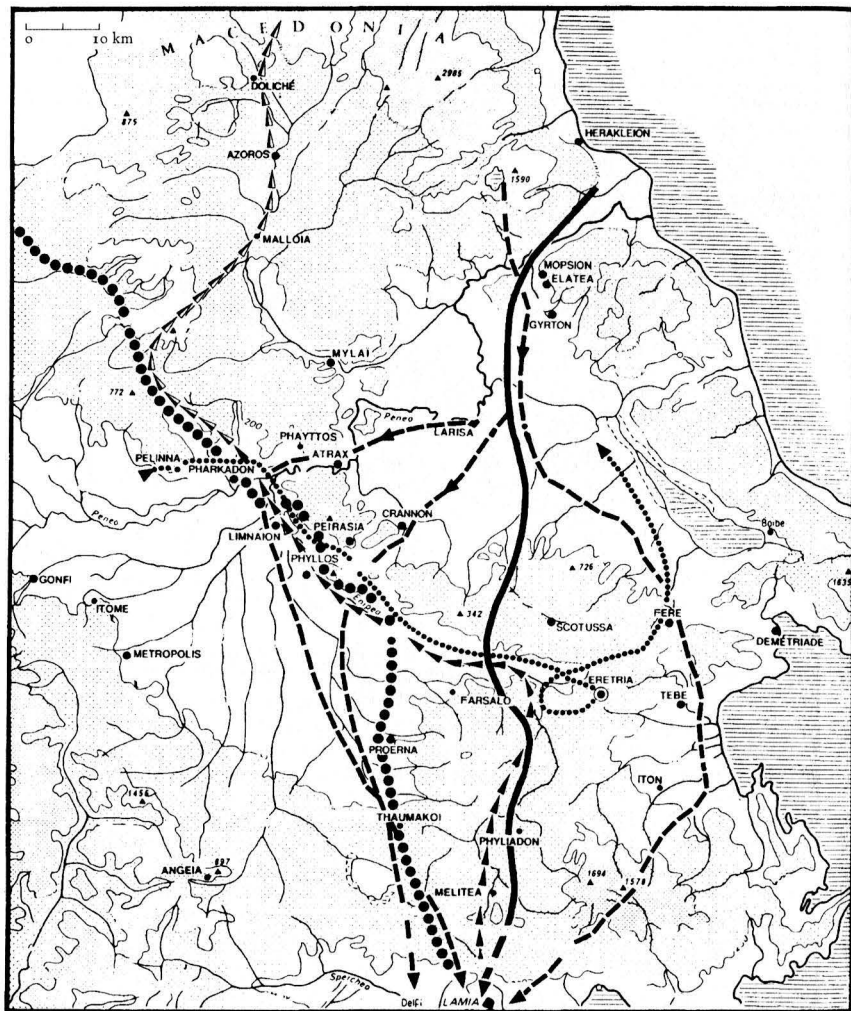 0 10 km
MACEDONIA
2985
DOLICHÉ
875
HERAKLEION
AZOROS
1590
MALLOIA
MOPSION
ELATEA
GYRTON
MYLAI
772
200
Peneo
LARISA
PHAYTTOS
ATRAX
PELINNA
PHARKADON
CRANNON
Peneo
PEIRASIA
LIMNAION
Boibe
PHYLLOS
726
1635
GONFI
Enipeo
ITOME
342
SCOTUSSA
FERE
DEMETRIADE
METROPOLIS
ERETRIA
FARSALO
TEBE
PROERNA
ITON
1456
THAUMAKOI
PHYLIADON
ANGEIA
897
1694
1578
MELITEA
Spercheo
Delfi
LAMIA